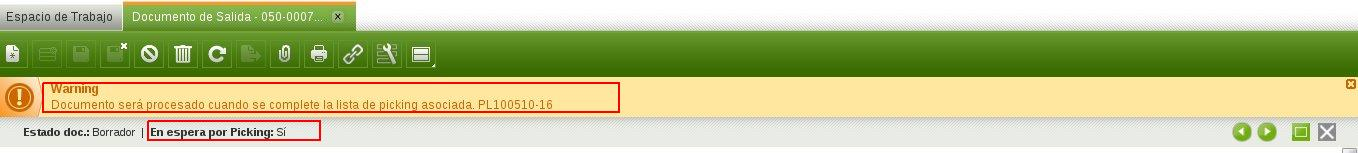 Espacio de Trabajo
Documento de Salida - 050-0007...
Warning
Documento será procesado cuando se complete la lista de picking asociada. PL100510-16
Estado doc.: Borrador | En espera por Picking: Sí